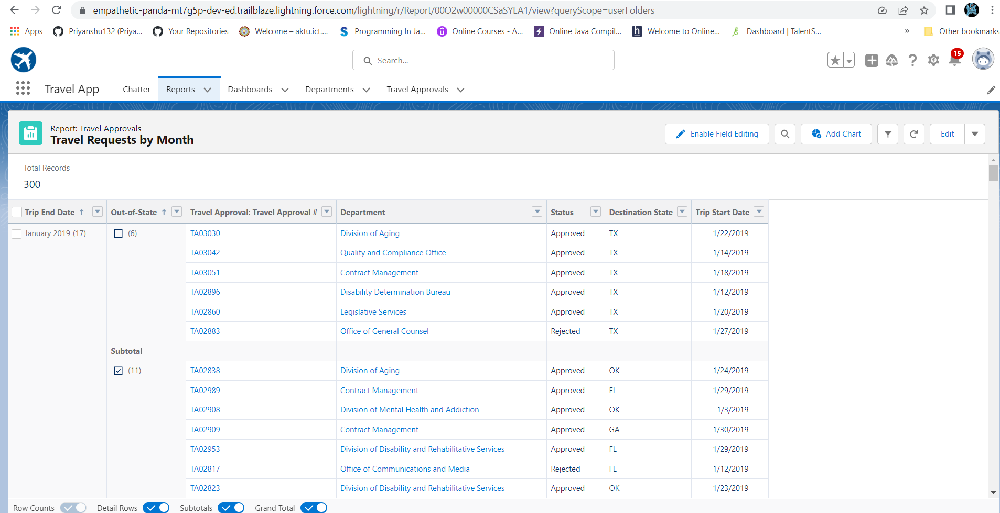 empathetic-panda-mt7g5p-dev-ed.trailblaze.lightning.force.com/lightning/r/Report/00O2w00000CSaSYEA1/view?queryScope=userFolders
Apps Priyanshu132 (Priya... Your Repositories Welcome – aktu.ict.... Programming In Ja... Online Courses - A... Online Java Compil... Welcome to Online... Dashboard | TalentS... » Other bookmarks
Search... 15
Travel App Chatter Reports Dashboards Departments Travel Approvals
Report: Travel Approvals
Travel Requests by Month
Enable Field Editing Add Chart Edit
Total Records
300
Trip End Date ↑ Out-of-State ↑ Travel Approval: Travel Approval # Department Status Destination State Trip Start Date
January 2019 (17) (6) TA03030 Division of Aging Approved TX 1/22/2019
TA03042 Quality and Compliance Office Approved TX 1/14/2019
TA03051 Contract Management Approved TX 1/18/2019
TA02896 Disability Determination Bureau Approved TX 1/12/2019
TA02860 Legislative Services Approved TX 1/20/2019
TA02883 Office of General Counsel Rejected TX 1/27/2019
Subtotal
(11) TA02838 Division of Aging Approved OK 1/24/2019
TA02989 Contract Management Approved FL 1/29/2019
TA02908 Division of Mental Health and Addiction Approved OK 1/3/2019
TA02909 Contract Management Approved GA 1/30/2019
TA02953 Division of Disability and Rehabilitative Services Approved FL 1/29/2019
TA02817 Office of Communications and Media Rejected FL 1/12/2019
TA02823 Division of Disability and Rehabilitative Services Approved OK 1/23/2019
Row Counts Detail Rows Subtotals Grand Total